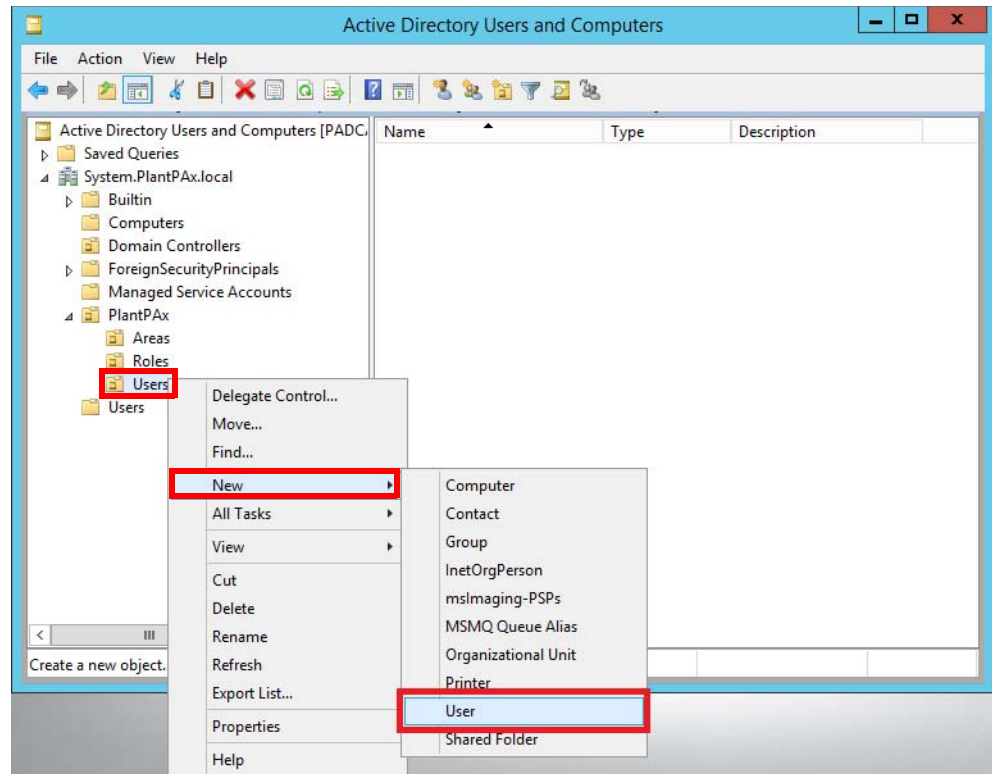 Active Directory Users and Computers
File Action View Help
Active Directory Users and Computers [PADC
Name Type Description
Saved Queries
System.PlantPAx.local
Builtin
Computers
Domain Controllers
ForeignSecurityPrincipals
Managed Service Accounts
PlantPAx
Areas
Roles
Users
Users
Delegate Control...
Move...
Find...
New
All Tasks
View
Cut
Delete
Rename
Refresh
Export List...
Properties
Help
Computer
Contact
Group
InetOrgPerson
msImaging-PSPs
MSMQ Queue Alias
Organizational Unit
Printer
User
Shared Folder
Create a new object.